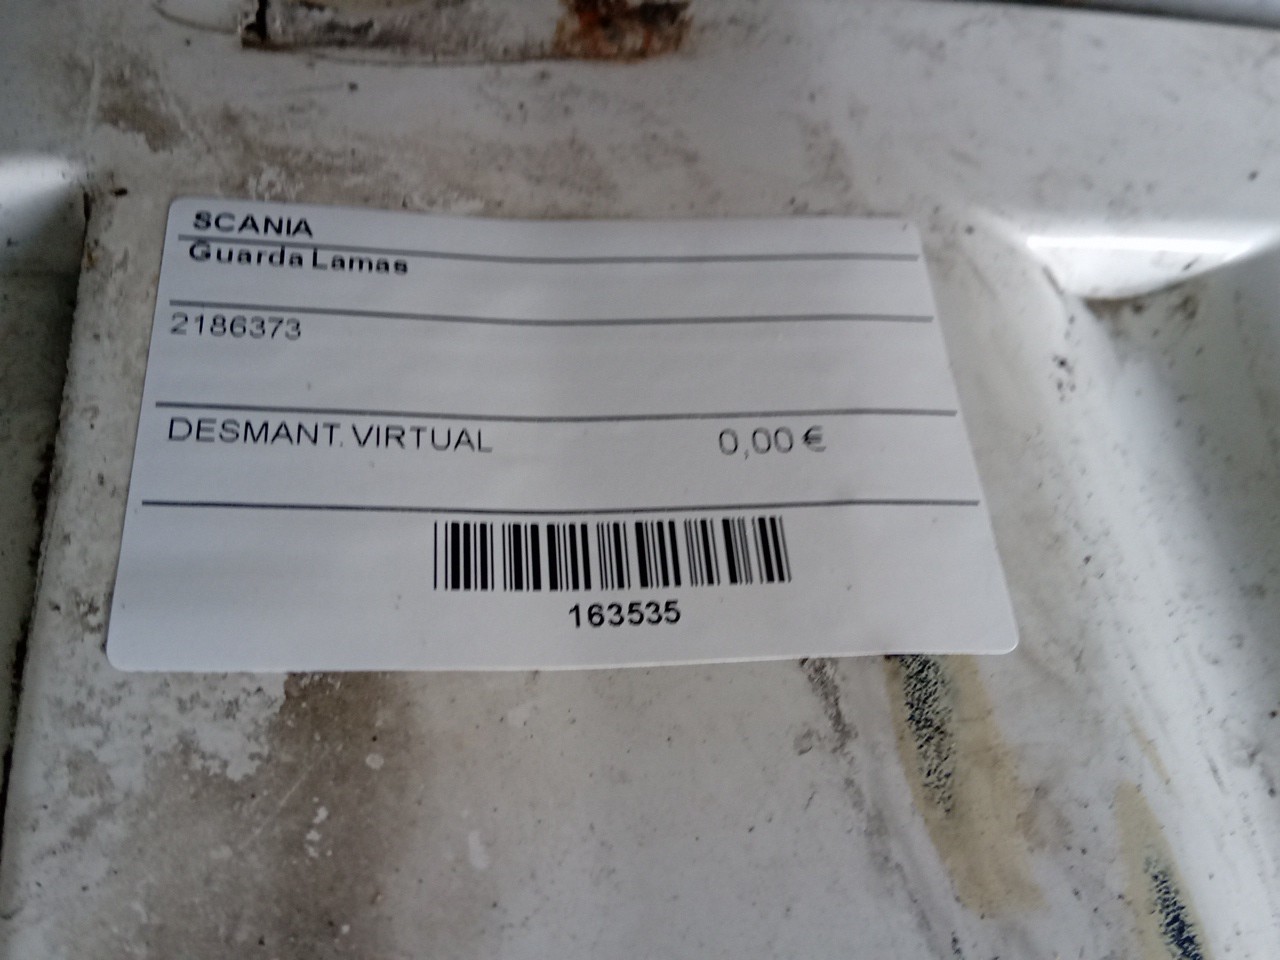 SCANIA
Guarda Lamas
2186373
DESMANT. VIRTUAL 0,00 €
163535